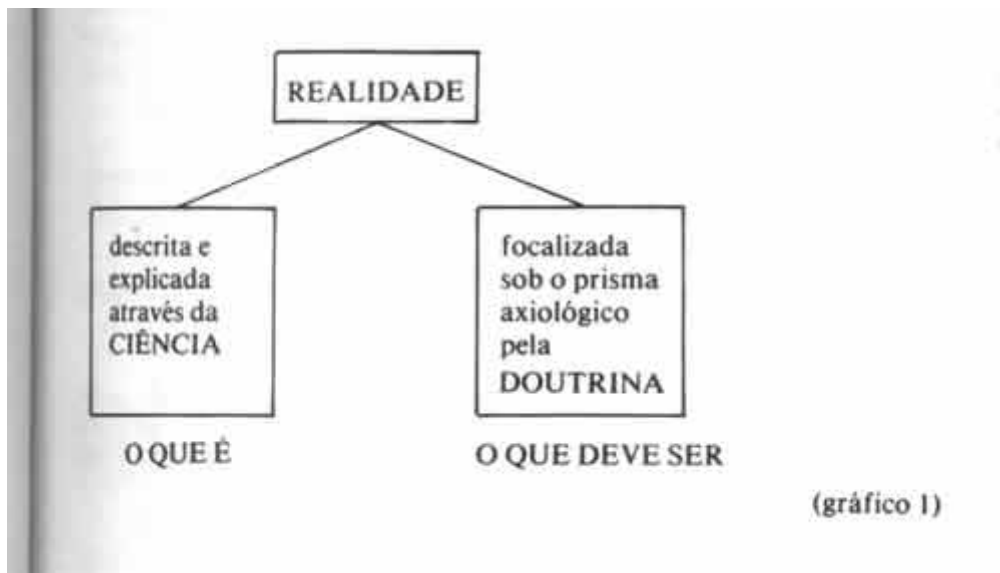 REALIDADE
descrita e
explicada
através da
CIÊNCIA
O QUE É
focalizada
sob o prisma
axiológico
pela
DOUTRINA
O QUE DEVE SER
(gráfico 1)